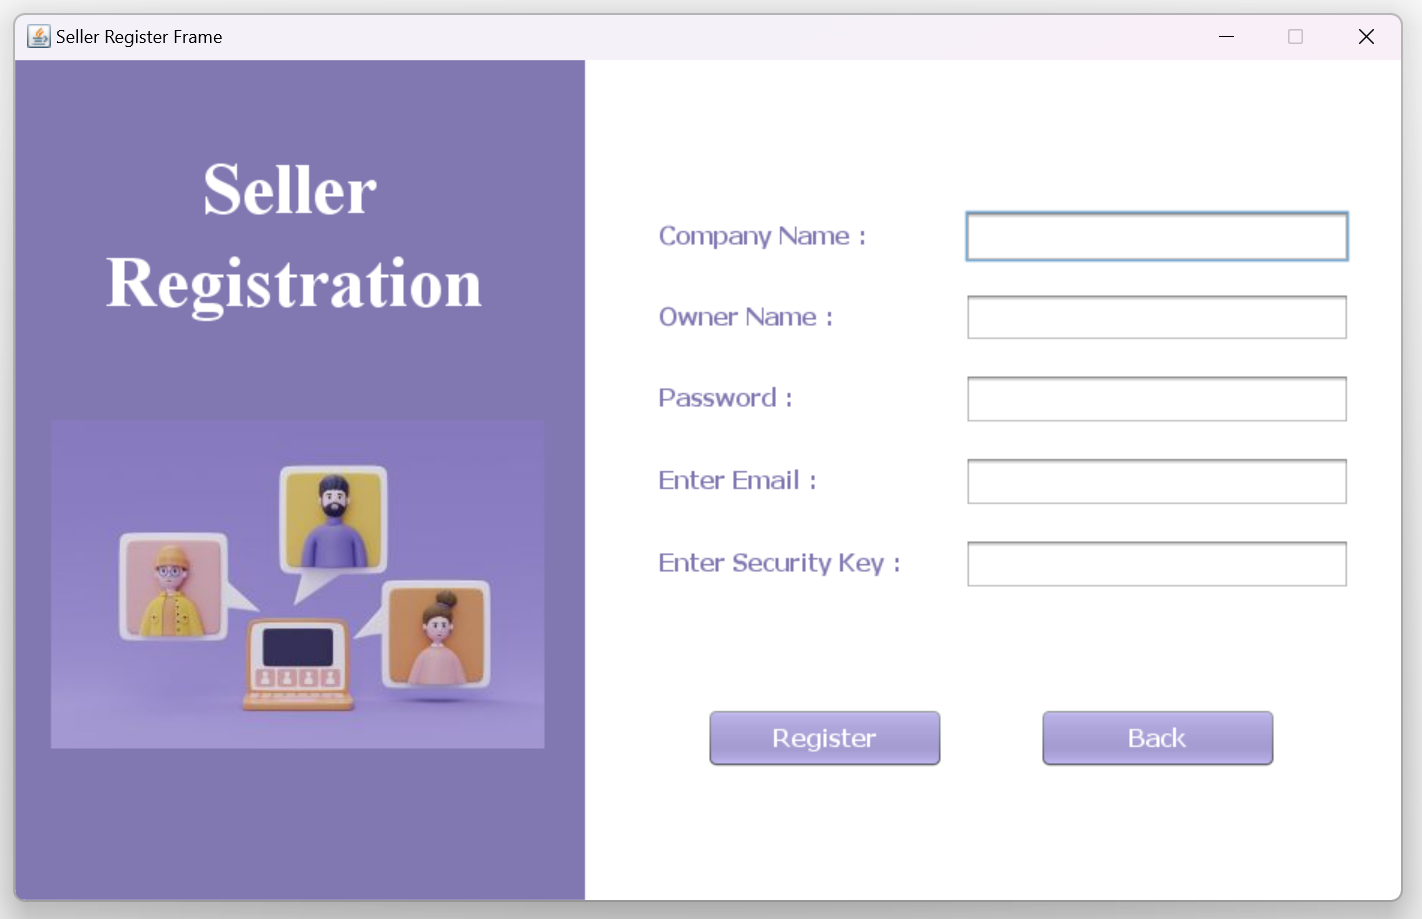 Seller Register Frame
Seller
Registration
Company Name :
Owner Name :
Password :
Enter Email :
Enter Security Key :
Register
Back